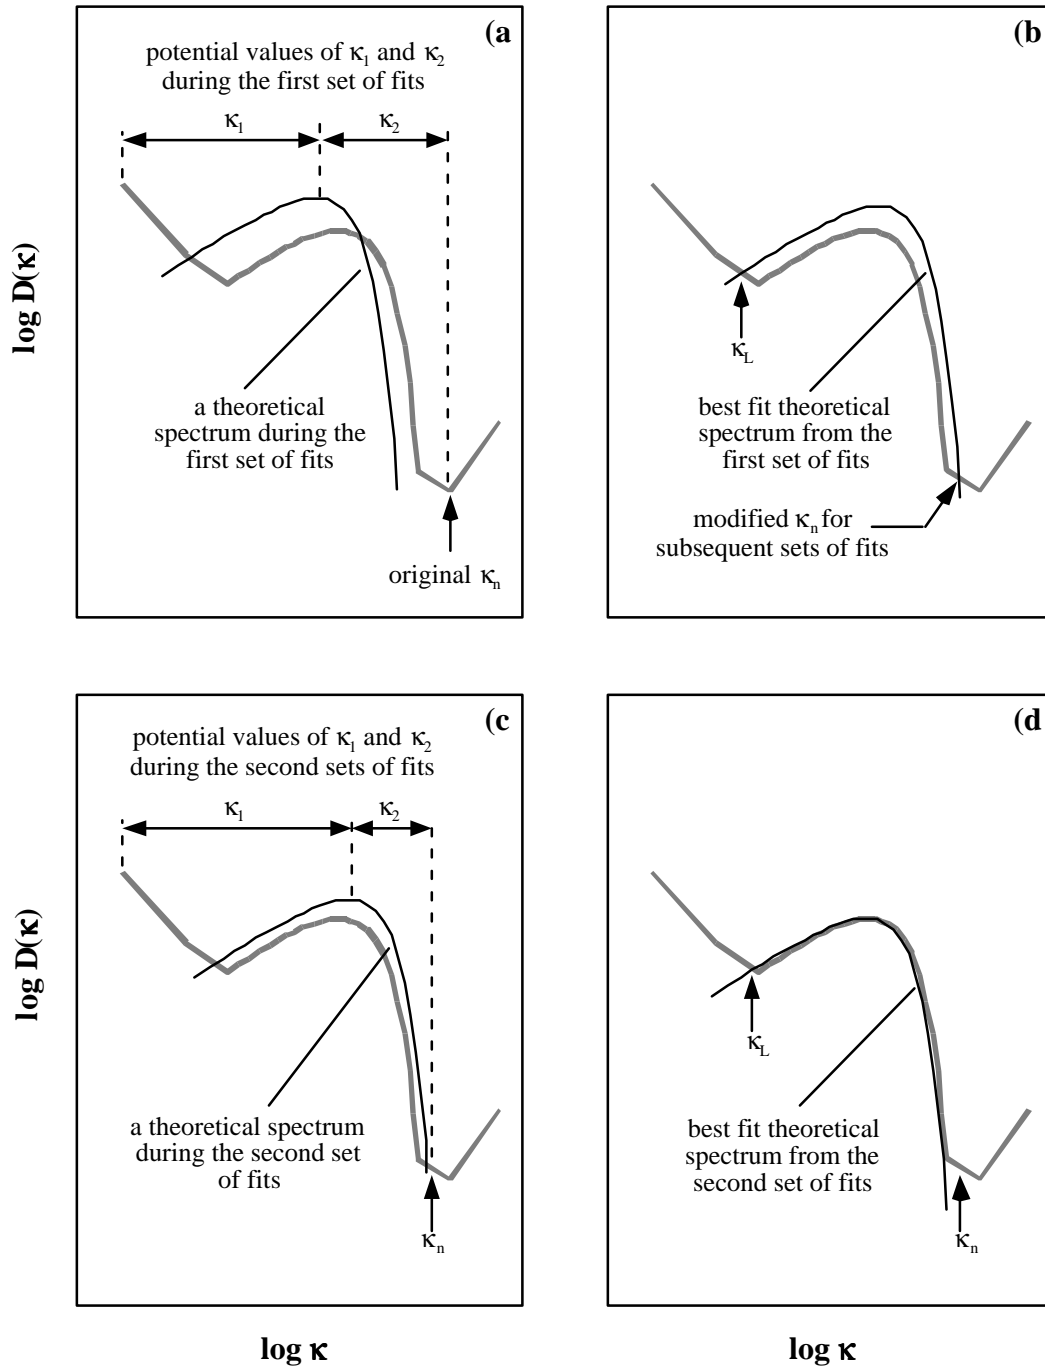 (a
potential values of κ₁ and κ₂
during the first set of fits
κ₁
κ₂
a theoretical
spectrum during the
first set of fits
original κₙ
log D(κ)
(b
κ_L
best fit theoretical
spectrum from the
first set of fits
modified κₙ for
subsequent sets of fits
(c
potential values of κ₁ and κ₂
during the second sets of fits
κ₁
κ₂
a theoretical spectrum
during the second set
of fits
κₙ
log D(κ)
log κ
(d
κ_L
best fit theoretical
spectrum from the
second set of fits
κₙ
log κ